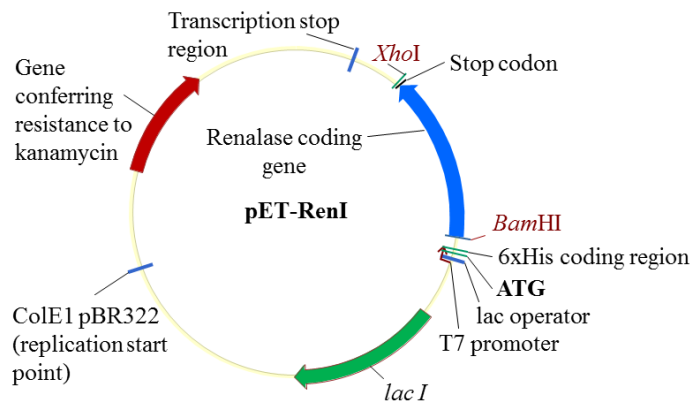 Transcription stop
region
XhoI
Stop codon
Gene
conferring
resistance to
kanamycin
Renalase coding
gene
pET-RenI
BamHI
6xHis coding region
ATG
lac operator
T7 promoter
ColE1 pBR322
(replication start
point)
lac I